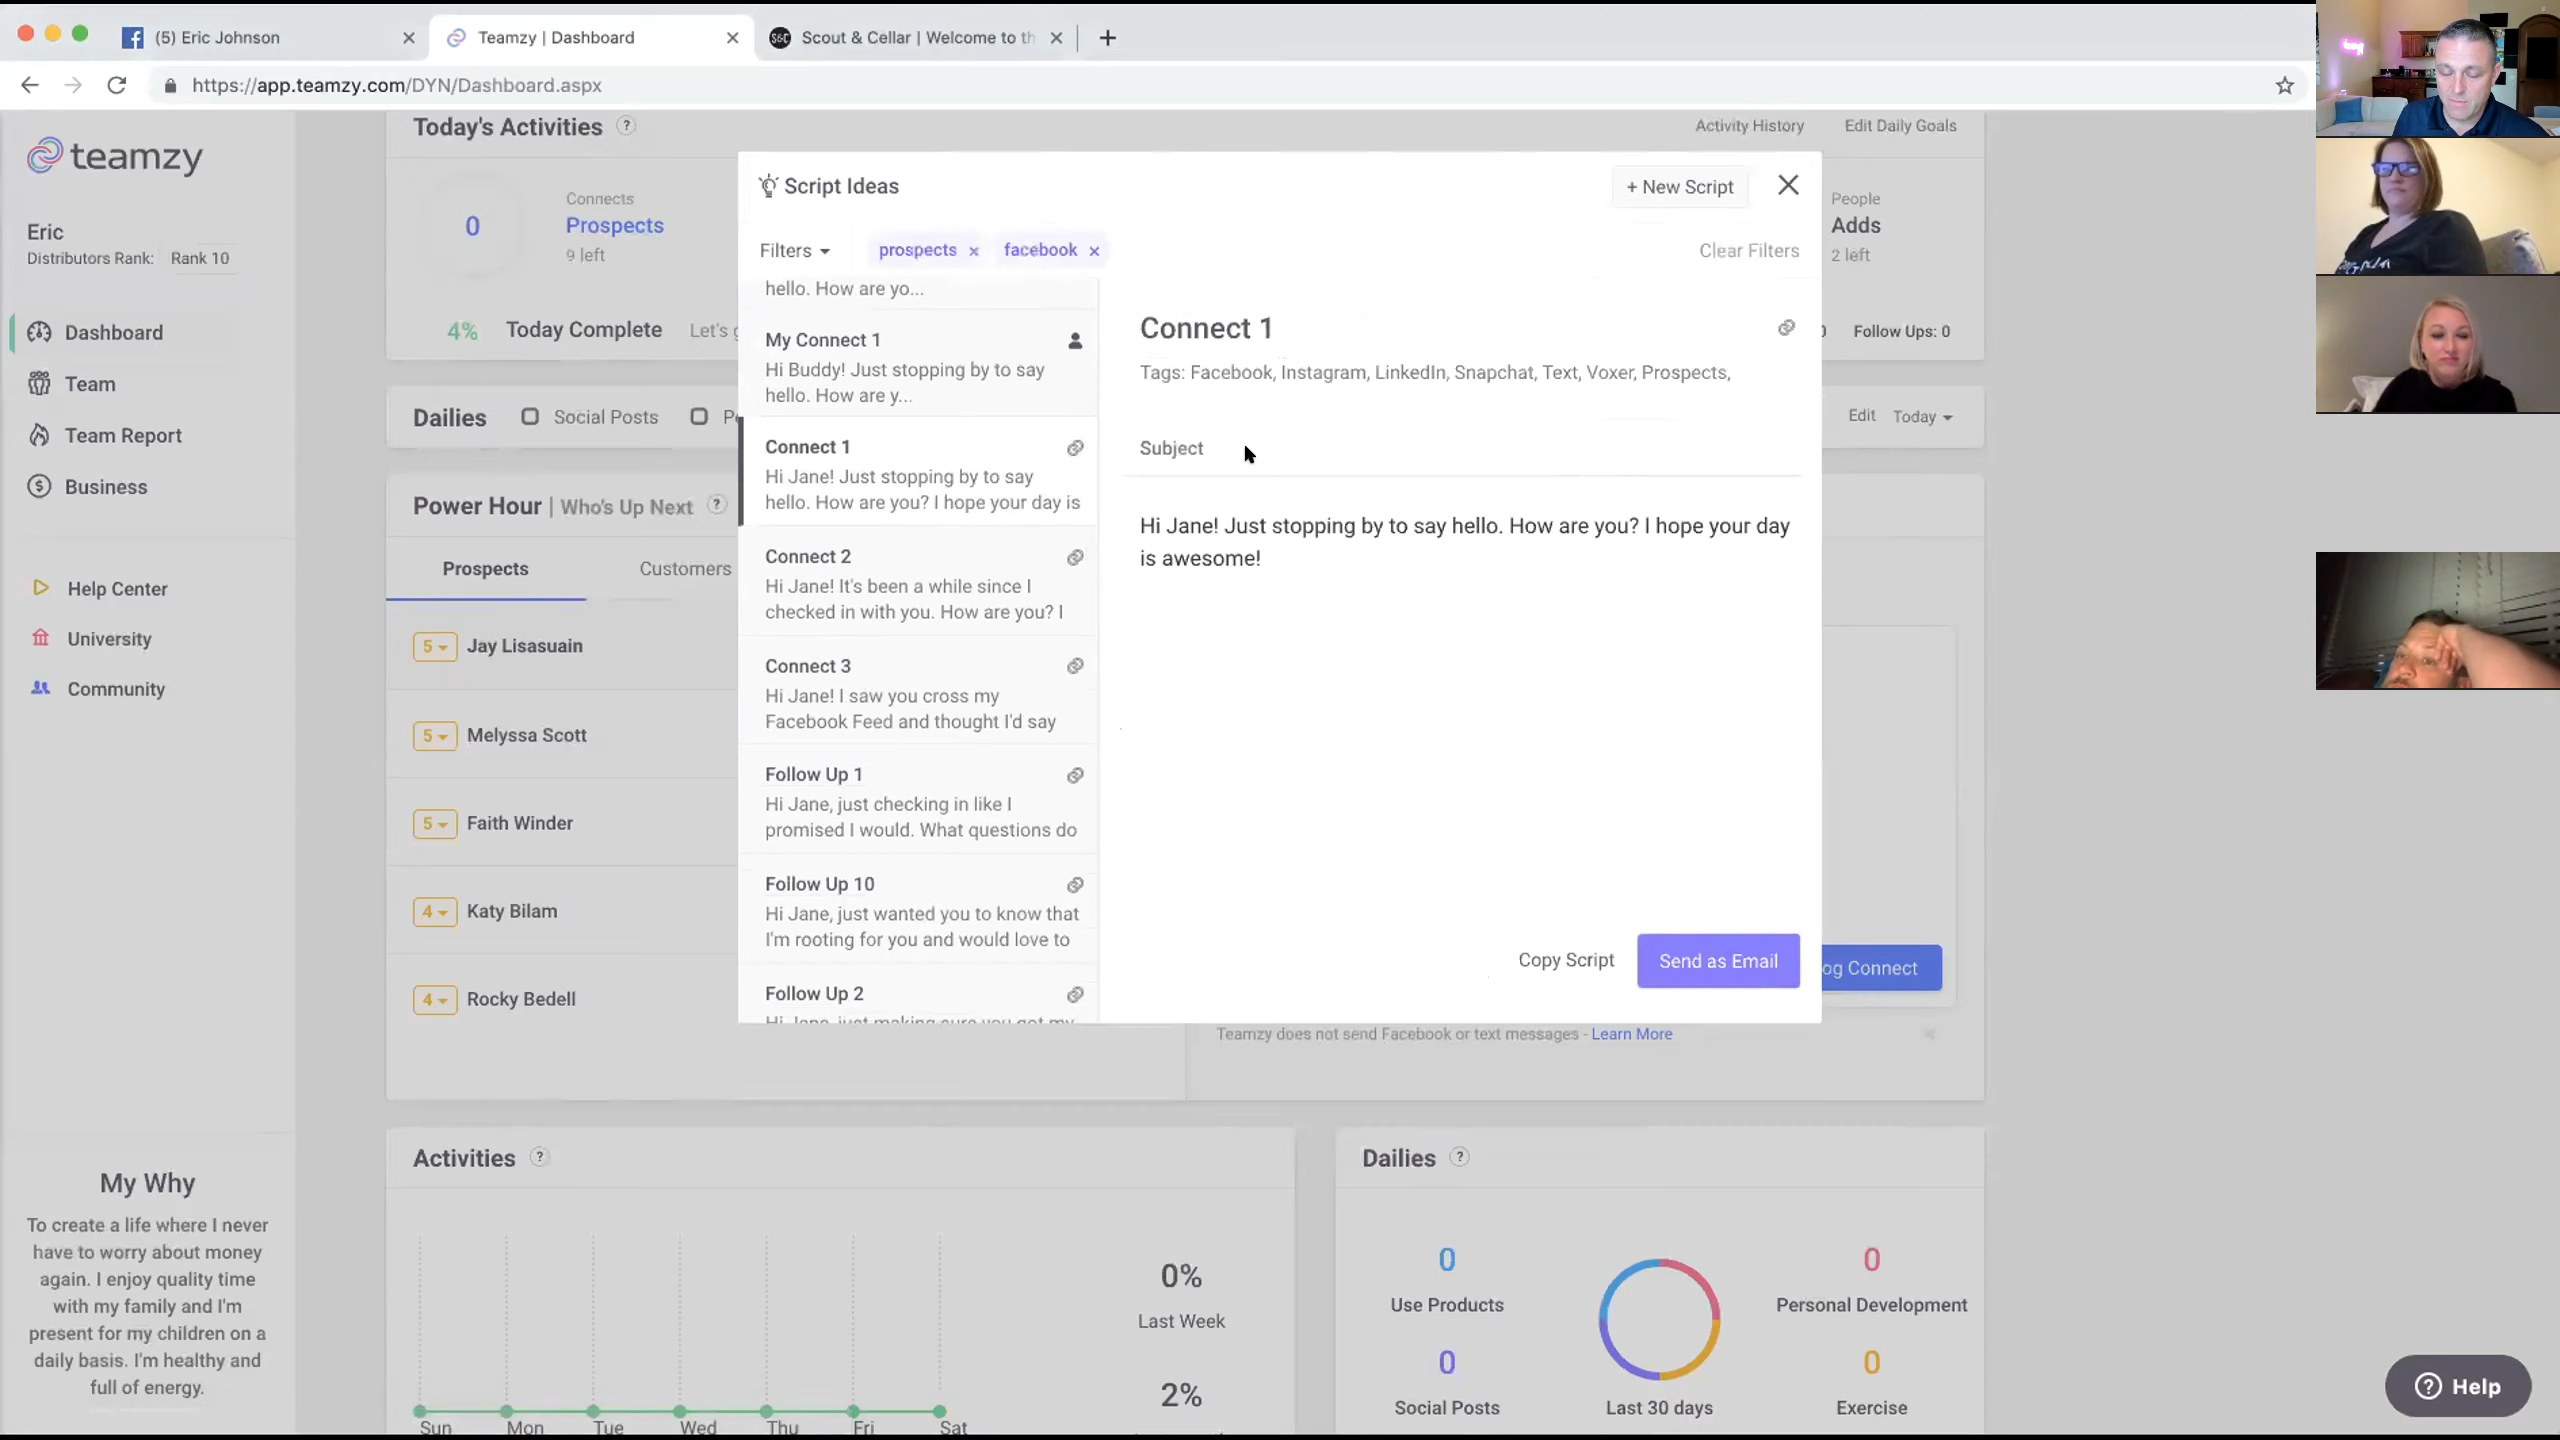 (5) Eric Johnson
Teamzy | Dashboard
S&C
Scout & Cellar | Welcome to th
https://app.teamzy.com/DYN/Dashboard.aspx
teamzy
Eric
Distributors Rank: Rank 10
Dashboard
Team
Team Report
Business
Help Center
University
Community
My Why
To create a life where I never
have to worry about money
again. I enjoy quality time
with my family and I'm
present for my children on a
daily basis. I'm healthy and
full of energy.
Today's Activities ?
Activity History
Edit Daily Goals
0
Connects
Prospects
9 left
People
Adds
2 left
4% Today Complete Let's g
0 Follow Ups: 0
Dailies
Social Posts
Pe
Edit
Today
Power Hour | Who's Up Next ?
Prospects
Customers
5 Jay Lisasuain
5 Melyssa Scott
5 Faith Winder
4 Katy Bilam
4 Rocky Bedell
Script Ideas
+ New Script
Filters
prospects ×
facebook ×
Clear Filters
hello. How are yo...
My Connect 1
Hi Buddy! Just stopping by to say
hello. How are y...
Connect 1
Hi Jane! Just stopping by to say
hello. How are you? I hope your day is
Connect 2
Hi Jane! It's been a while since I
checked in with you. How are you? I
Connect 3
Hi Jane! I saw you cross my
Facebook Feed and thought I'd say
Follow Up 1
Hi Jane, just checking in like I
promised I would. What questions do
Follow Up 10
Hi Jane, just wanted you to know that
I'm rooting for you and would love to
Follow Up 2
Hi Jane, just making sure you got my
Connect 1
Tags: Facebook, Instagram, LinkedIn, Snapchat, Text, Voxer, Prospects,
Subject
Hi Jane! Just stopping by to say hello. How are you? I hope your day
is awesome!
Copy Script
Send as Email
og Connect
Teamzy does not send Facebook or text messages - Learn More
Activities ?
0%
Last Week
2%
Sun Mon Tue Wed Thu Fri Sat
Dailies ?
0
Use Products
0
Personal Development
0
Social Posts
Last 30 days
0
Exercise
? Help